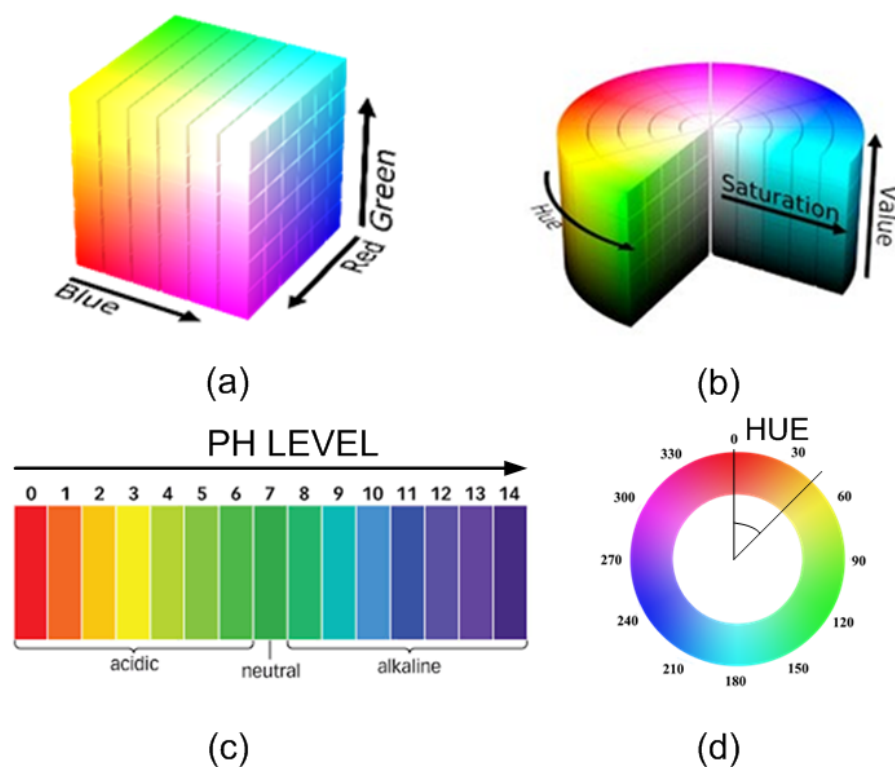 Green
Red
Blue
(a)
Hue
Saturation
Value
(b)
PH LEVEL
0 1 2 3 4 5 6 7 8 9 10 11 12 13 14
acidic neutral alkaline
(c)
HUE
0
30
60
90
120
150
180
210
240
270
300
330
(d)